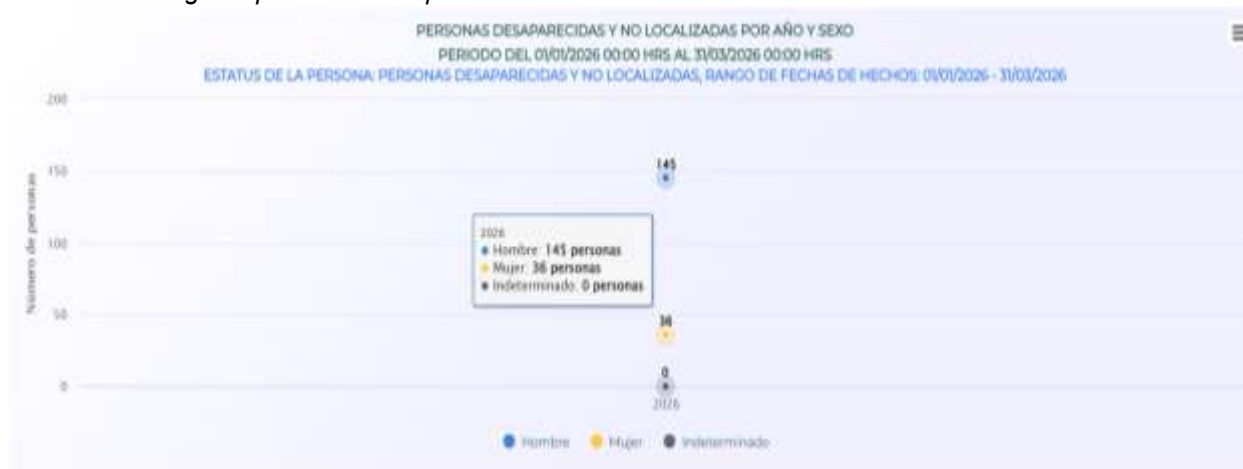 PERSONAS DESAPARECIDAS Y NO LOCALIZADAS POR AÑO Y SEXO
PERIODO DEL 01/01/2026 00:00 HRS AL 31/03/2026 00:00 HRS
ESTATUS DE LA PERSONA: PERSONAS DESAPARECIDAS Y NO LOCALIZADAS, RANGO DE FECHAS DE HECHOS: 01/01/2026 - 31/03/2026
Número de personas
200
150
100
50
0
145
2026
Hombre: 145 personas
Mujer: 36 personas
Indeterminado: 0 personas
36
0
2026
Hombre Mujer Indeterminado